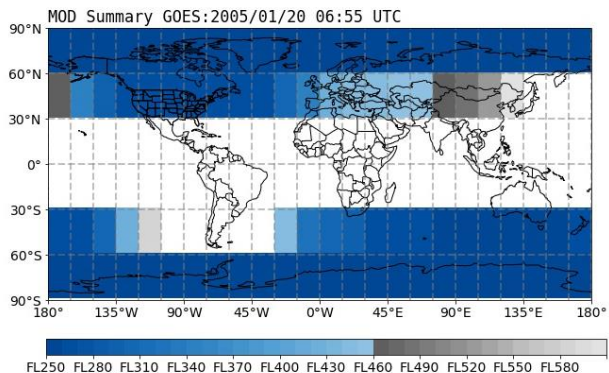 MOD Summary GOES:2005/01/20 06:55 UTC
90°N
60°N
30°N
0°
30°S
60°S
90°S
180° 135°W 90°W 45°W 0°W 45°E 90°E 135°E 180°
FL250 FL280 FL310 FL340 FL370 FL400 FL430 FL460 FL490 FL520 FL550 FL580